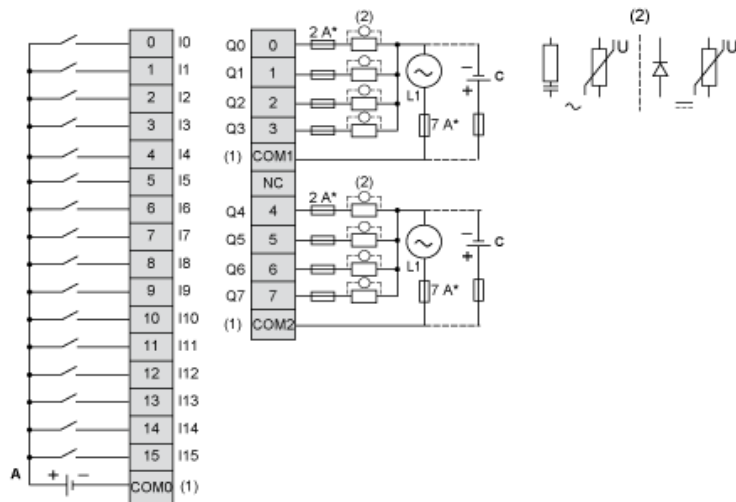 0 I0
1 I1
2 I2
3 I3
4 I4
5 I5
6 I6
7 I7
8 I8
9 I9
10 I10
11 I11
12 I12
13 I13
14 I14
15 I15
A + − COM0 (1)
2 A* (2)
Q0 0
Q1 1
Q2 2
Q3 3
L1
− + C
7 A*
(1) COM1
NC
2 A* (2)
Q4 4
Q5 5
Q6 6
Q7 7
L1
− + C
7 A*
(1) COM2
(2)
U U
~